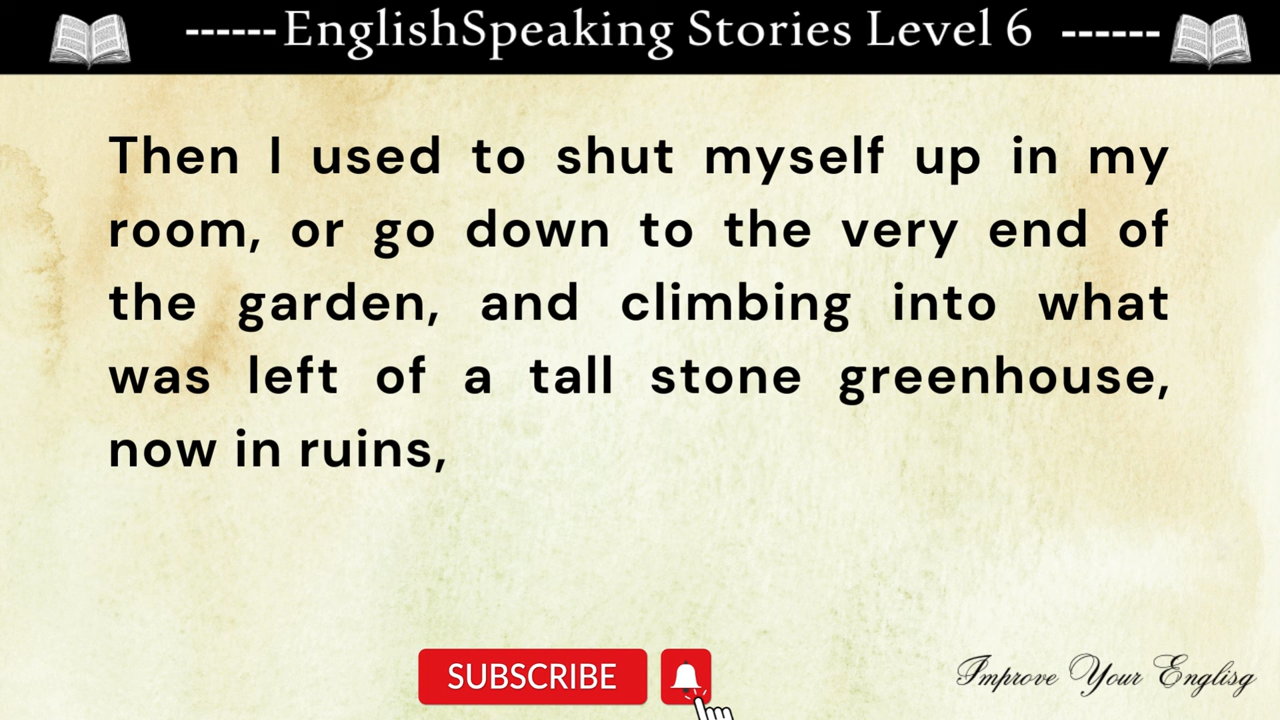 ------EnglishSpeaking Stories Level 6 ------
Then I used to shut myself up in my
room, or go down to the very end of
the garden, and climbing into what
was left of a tall stone greenhouse,
now in ruins,
SUBSCRIBE
Improve Your Englisg